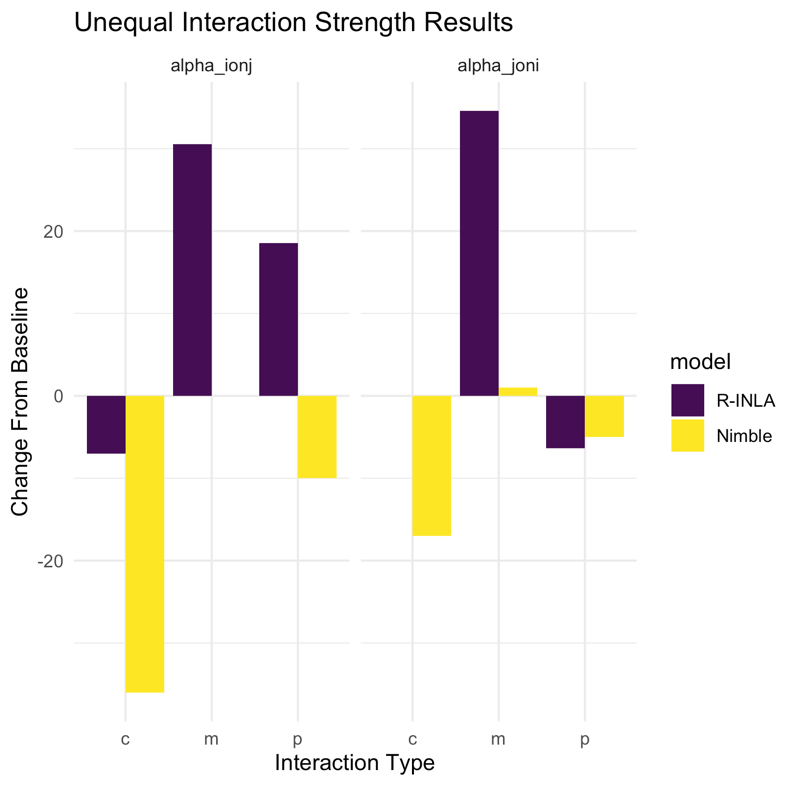 Unequal Interaction Strength Results
alpha_ionj
alpha_joni
20
0
-20
Change From Baseline
c
m
p
c
m
p
Interaction Type
model
R-INLA
Nimble